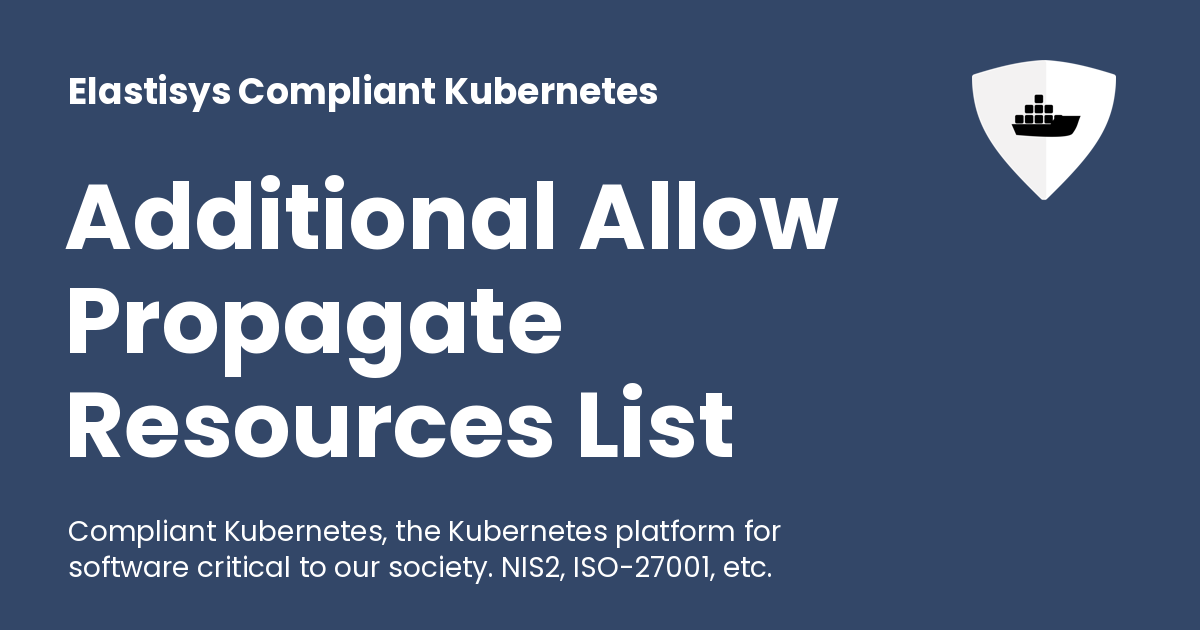 Elastisys Compliant Kubernetes
Additional Allow
Propagate
Resources List
Compliant Kubernetes, the Kubernetes platform for
software critical to our society. NIS2, ISO-27001, etc.